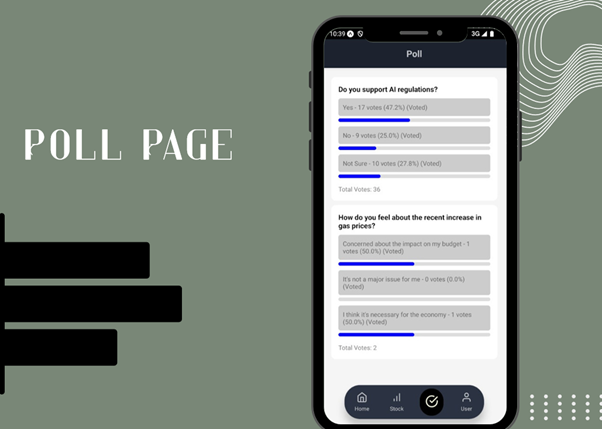 POLL PAGE
10:39
3G
Poll
Do you support AI regulations?
Yes - 17 votes (47.2%) (Voted)
No - 9 votes (25.0%) (Voted)
Not Sure - 10 votes (27.8%) (Voted)
Total Votes: 36
How do you feel about the recent increase in
gas prices?
Concerned about the impact on my budget - 1
votes (50.0%) (Voted)
It's not a major issue for me - 0 votes (0.0%)
(Voted)
I think it's necessary for the economy - 1 votes
(50.0%) (Voted)
Total Votes: 2
Home
Stock
User